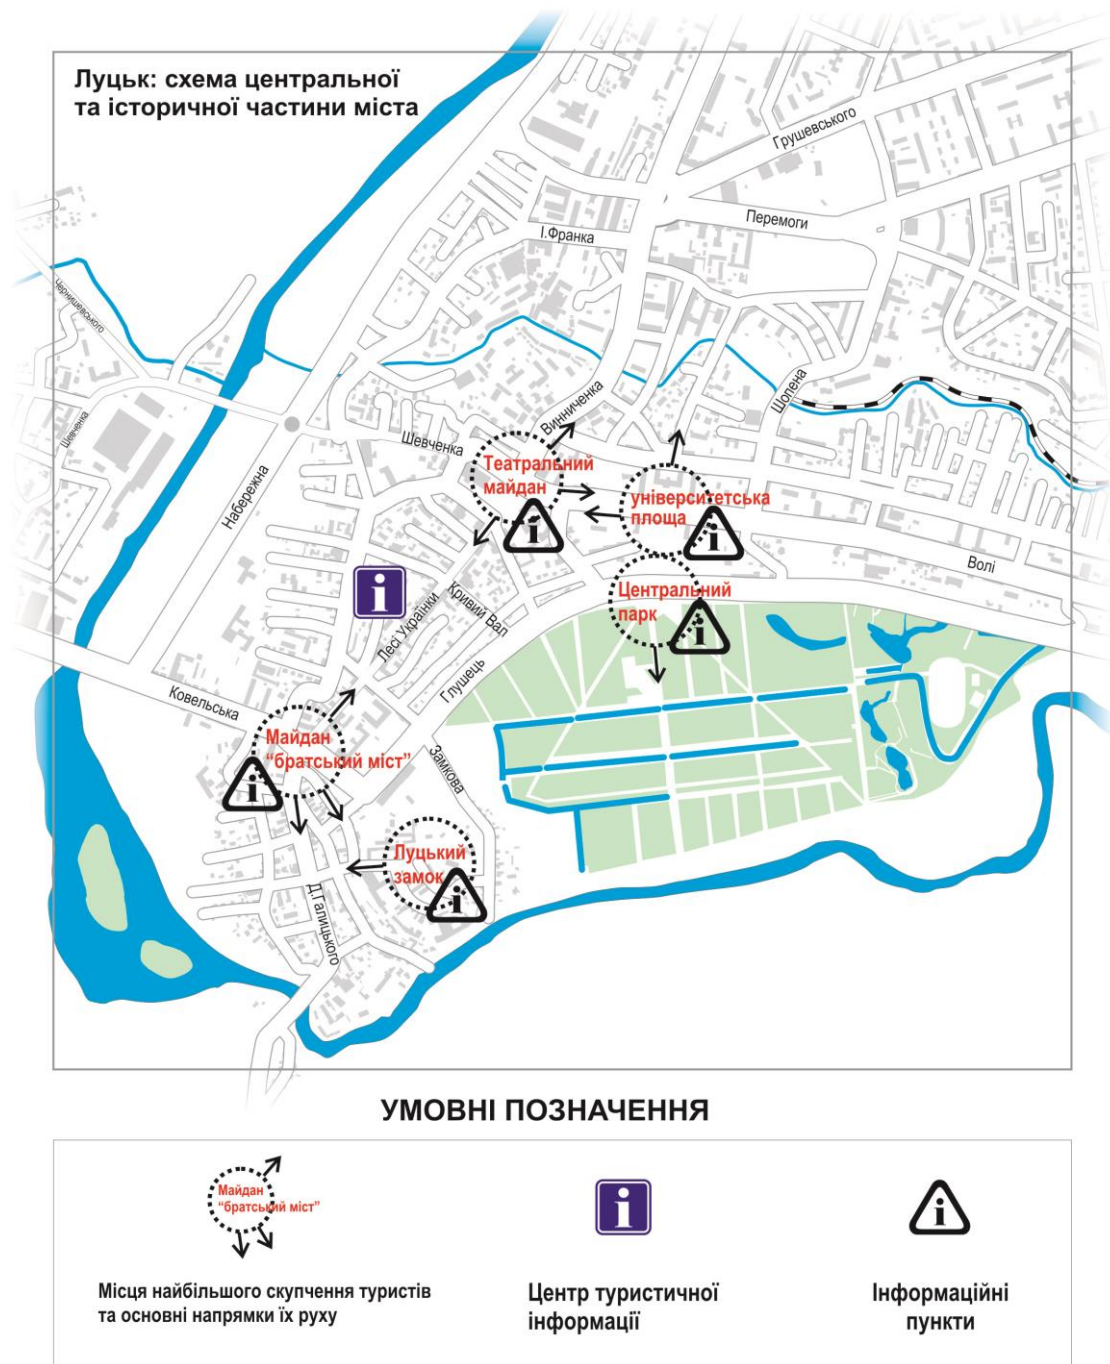 Луцьк: схема центральної
та історичної частини міста
Грушевського
Перемоги
І.Франка
Чернишевського
Шевченка
Набережна
Шевченка
Винниченка
Шопена
Театральний
майдан
університетська
площа
Волі
Центральний
парк
Кривий Вал
Лесі Українки
Глушець
Ковельська
Майдан
“братський міст”
Замкова
Луцький
замок
Д.Галицького
УМОВНІ ПОЗНАЧЕННЯ
Майдан
“братський міст”
Місця найбільшого скупчення туристів
та основні напрямки їх руху
Центр туристичної
інформації
Інформаційні
пункти